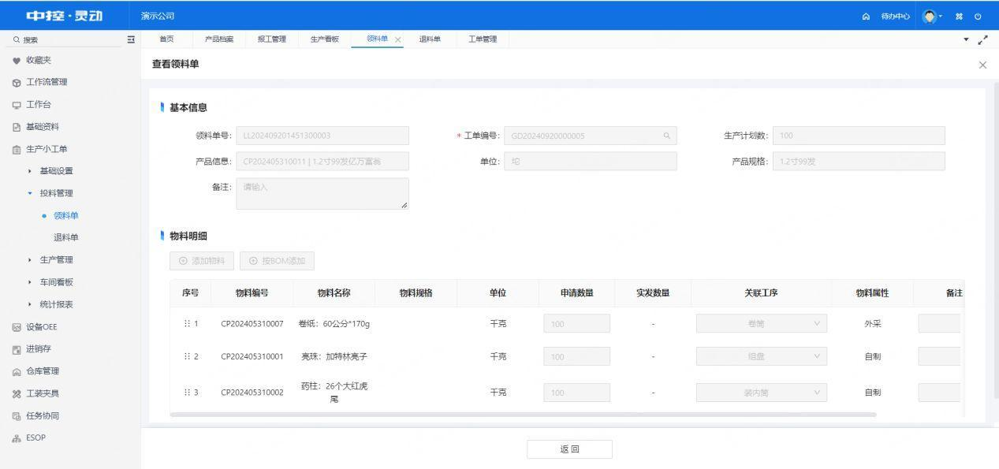 中控·灵动
演示公司
待办中心
搜索
首页 产品档案 报工管理 生产看板 领料单 退料单 工单管理
收藏夹
工作流管理
工作台
基础资料
生产小工单
基础设置
投料管理
领料单
退料单
生产管理
车间看板
统计报表
设备OEE
进销存
仓库管理
工装夹具
任务协同
ESOP
查看领料单
基本信息
领料单号: LL202409201451300003 * 工单编号: GD20240920000005 生产计划数: 100
产品信息: CP202405310011 | 1.2寸99发亿万富翁 单位: 坨 产品规格: 1.2寸99发
备注: 请输入
物料明细
添加物料 按BOM添加
序号 物料编号 物料名称 物料规格 单位 申请数量 实发数量 关联工序 物料属性 备注
1 CP202405310007 卷纸：60公分*170g 千克 100 - 卷筒 外采
2 CP202405310001 亮珠：加特林亮子 千克 100 - 组盘 自制
3 CP202405310002 药柱：26个大红虎尾 千克 100 - 装内筒 自制
返 回